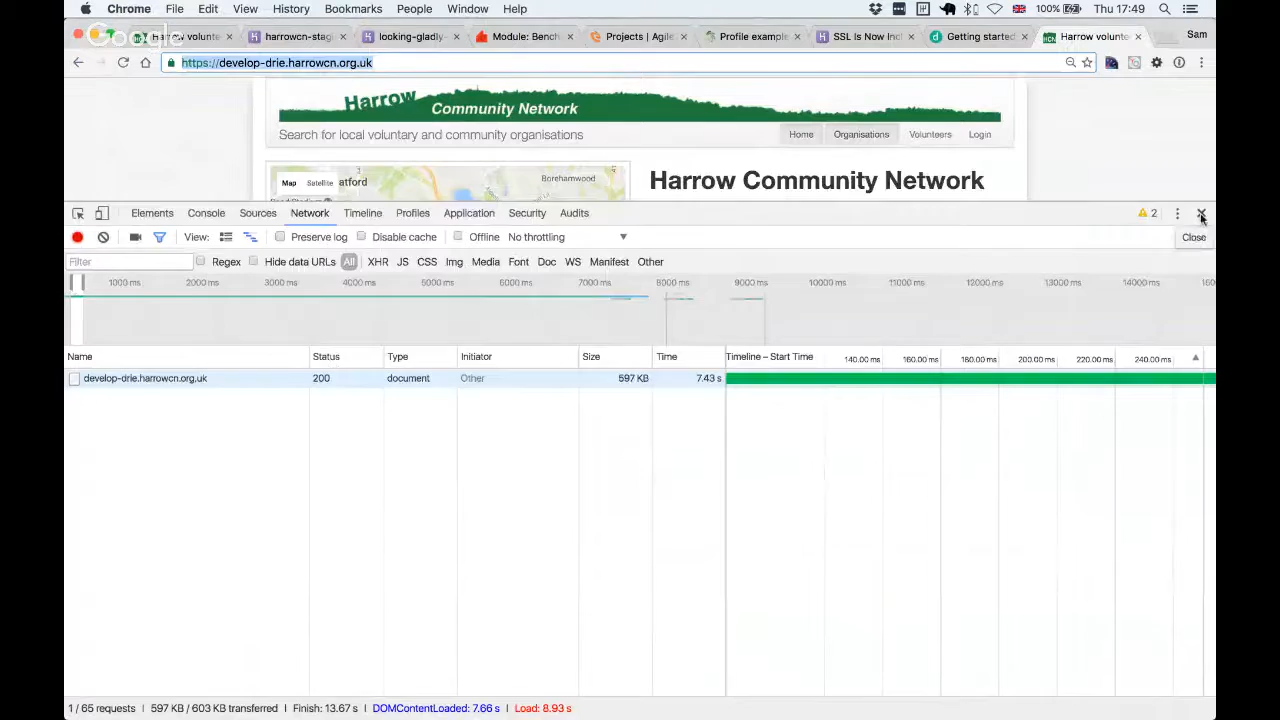 Chrome File Edit View History Bookmarks People Window Help 100% Thu 17:49
Google
harrow volunte harrowcn-stag looking-gladly- Module: Bench Projects | Agile Profile example SSL Is Now Incl Getting started Harrow volunte Sam
https://develop-drie.harrowcn.org.uk
Harrow Community Network
Search for local voluntary and community organisations Home Organisations Volunteers Login
Map Satellite atford Borehamwood
Harrow Community Network
Elements Console Sources Network Timeline Profiles Application Security Audits 2
View: Preserve log Disable cache Offline No throttling Close
Filter Regex Hide data URLs All XHR JS CSS Img Media Font Doc WS Manifest Other
1000 ms 2000 ms 3000 ms 4000 ms 5000 ms 6000 ms 7000 ms 8000 ms 9000 ms 10000 ms 11000 ms 12000 ms 13000 ms 14000 ms
Name Status Type Initiator Size Time Timeline – Start Time 140.00 ms 160.00 ms 180.00 ms 200.00 ms 220.00 ms 240.00 ms
develop-drie.harrowcn.org.uk 200 document Other 597 KB 7.43 s
1 / 65 requests | 597 KB / 603 KB transferred | Finish: 13.67 s | DOMContentLoaded: 7.66 s | Load: 8.93 s